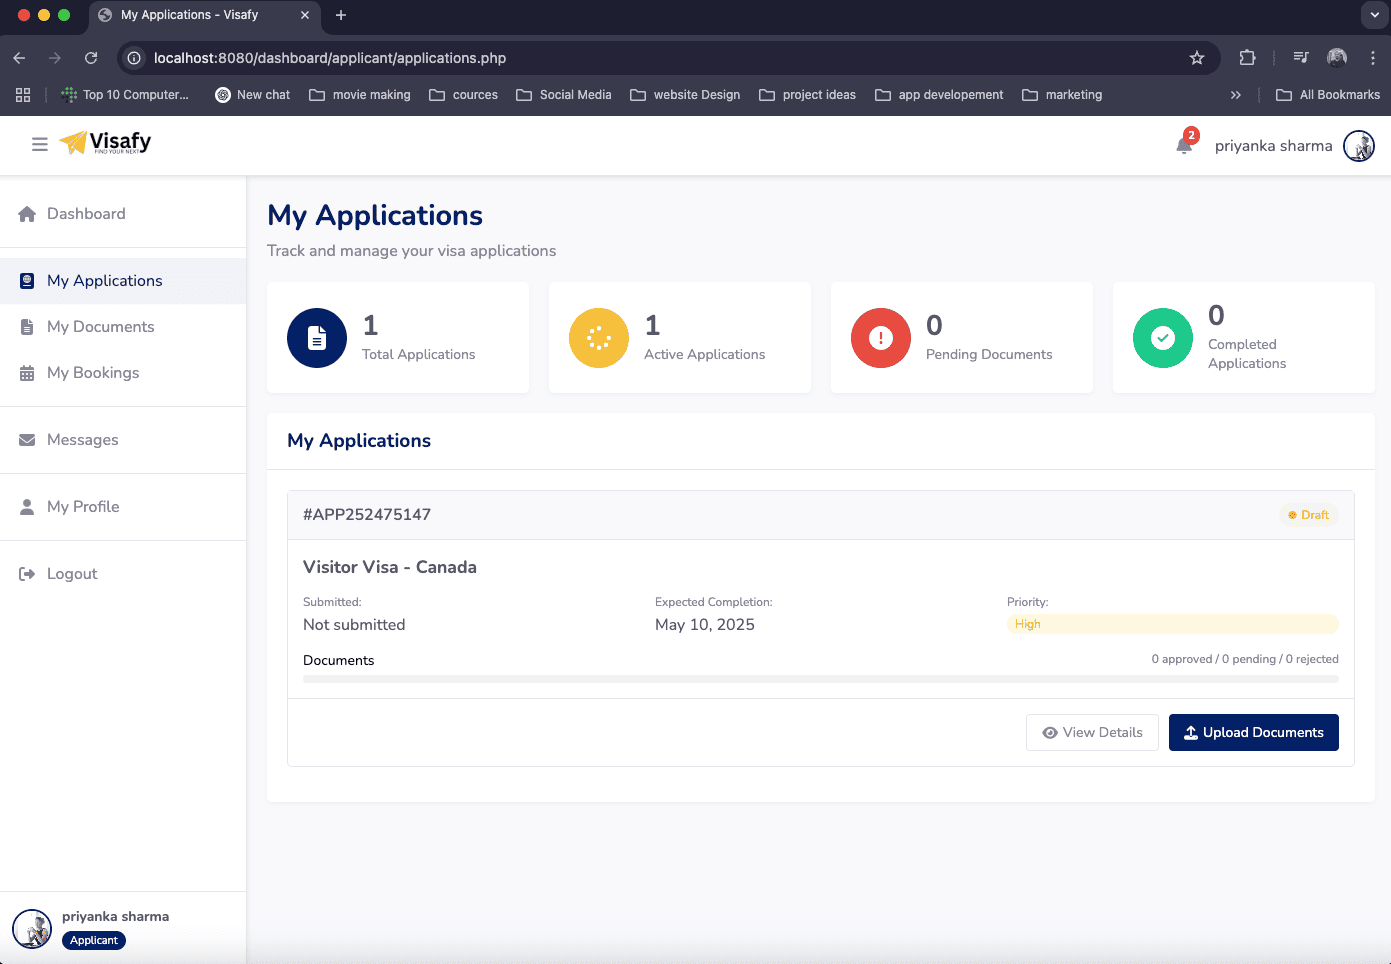 My Applications - Visafy
localhost:8080/dashboard/applicant/applications.php
Top 10 Computer... New chat movie making cources Social Media website Design project ideas app developement marketing All Bookmarks
Visafy
FIND YOUR NEXT
2
priyanka sharma
Dashboard
My Applications
My Documents
My Bookings
Messages
My Profile
Logout
priyanka sharma
Applicant
My Applications
Track and manage your visa applications
1
Total Applications
1
Active Applications
0
Pending Documents
0
Completed
Applications
My Applications
#APP252475147
Draft
Visitor Visa - Canada
Submitted: Expected Completion: Priority:
Not submitted May 10, 2025 High
Documents 0 approved / 0 pending / 0 rejected
View Details Upload Documents